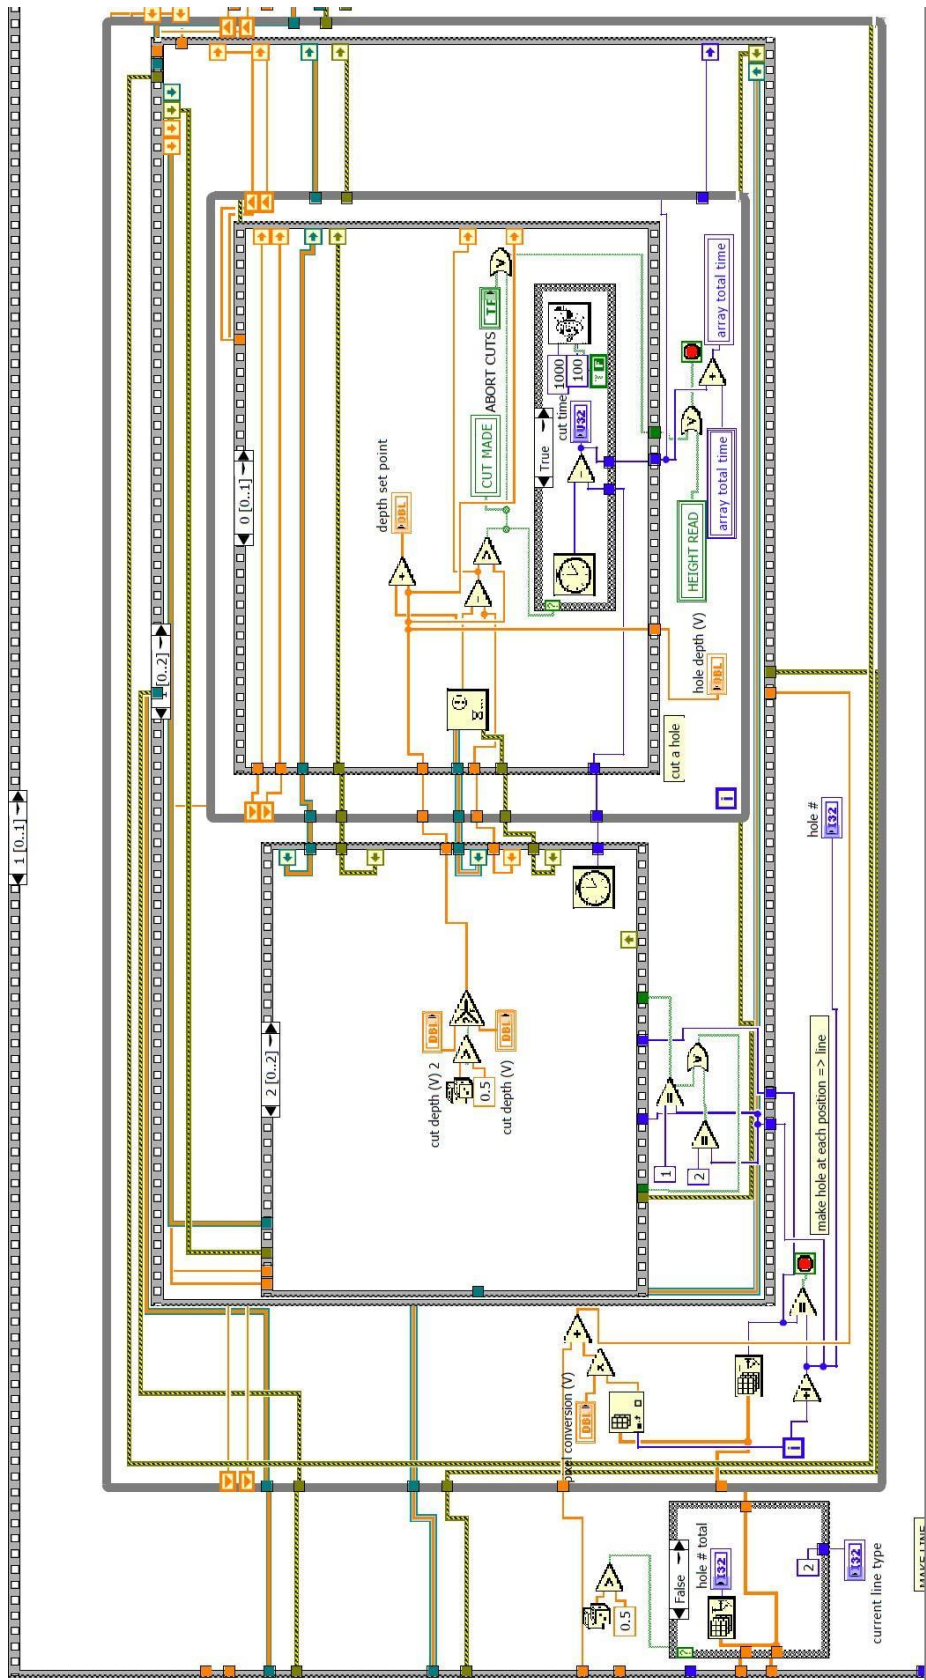 1 [0..1]
[0..2]
0 [0..1]
depth set point
DBL
CUT MADE
ABORT CUTS
TF
True
cut time
U32
1000
100
F
cut a hole
hole depth (V)
DBL
HEIGHT READ
array total time
array total time
i
2 [0..2]
cut depth (V) 2
DBL
0.5
cut depth (V)
DBL
1
2
hole #
I32
make hole at each position => line
pixel conversion (V)
DBL
i
0.5
False
hole # total
I32
2
I32
current line type
MAKE LINE